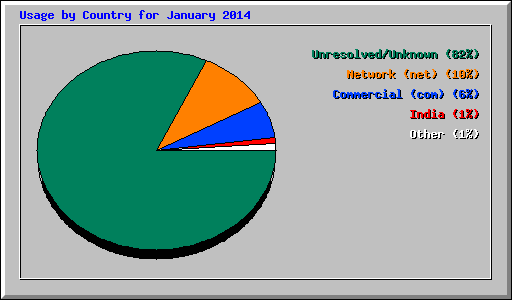 Usage by Country for January 2014
Unresolved/Unknown (82%)
Network (net) (10%)
Commercial (com) (6%)
India (1%)
Other (1%)